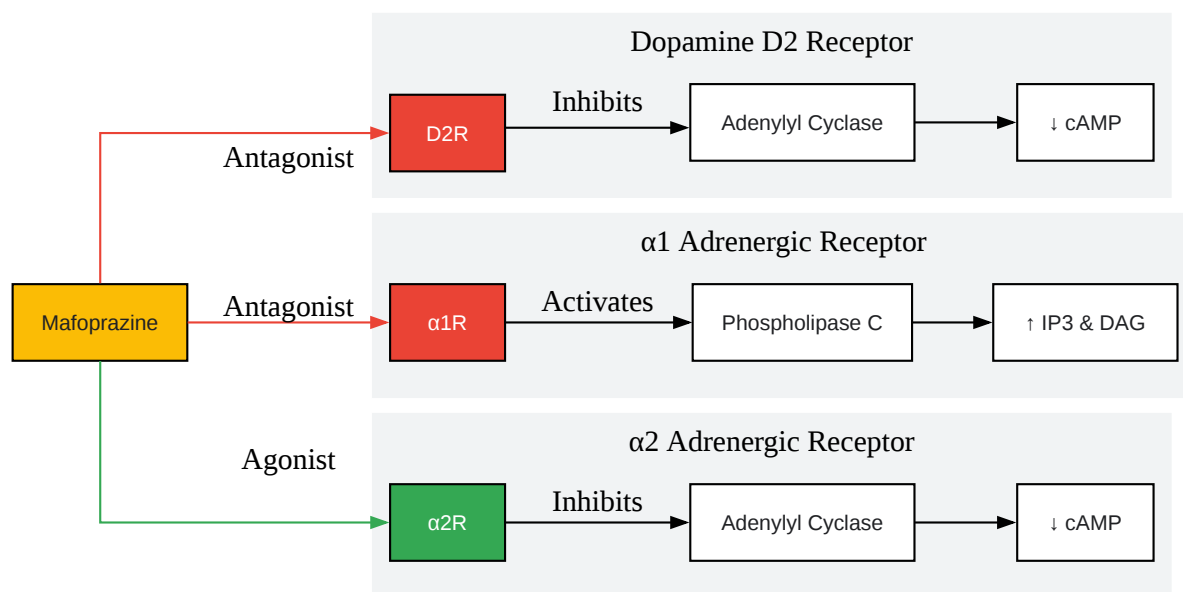 Dopamine D2 Receptor
Antagonist
D2R
Inhibits
Adenylyl Cyclase
↓ cAMP
α1 Adrenergic Receptor
Mafoprazine
Antagonist
α1R
Activates
Phospholipase C
↑ IP3 & DAG
α2 Adrenergic Receptor
Agonist
α2R
Inhibits
Adenylyl Cyclase
↓ cAMP